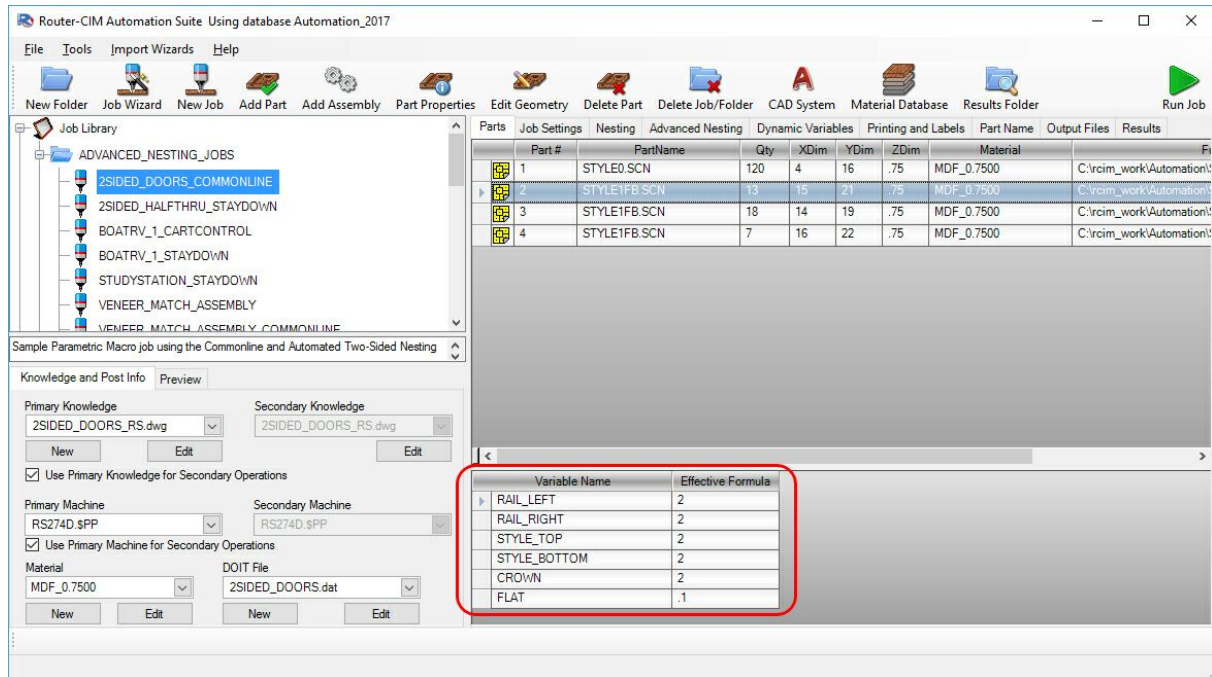 Router-CIM Automation Suite Using database Automation_2017
File Tools Import Wizards Help
New Folder Job Wizard New Job Add Part Add Assembly Part Properties Edit Geometry Delete Part Delete Job/Folder CAD System Material Database Results Folder Run Job
Job Library
ADVANCED_NESTING_JOBS
2SIDED_DOORS_COMMONLINE
2SIDED_HALFTHRU_STAYDOWN
BOATRV_1_CARTCONTROL
BOATRV_1_STAYDOWN
STUDYSTATION_STAYDOWN
VENEER_MATCH_ASSEMBLY
VENEER_MATCH_ASSEMBLY_COMMONLINE
Sample Parametric Macro job using the Commonline and Automated Two-Sided Nesting
Knowledge and Post Info Preview
Primary Knowledge Secondary Knowledge
2SIDED_DOORS_RS.dwg 2SIDED_DOORS_RS.dwg
New Edit Edit
Use Primary Knowledge for Secondary Operations
Primary Machine Secondary Machine
RS274D.$PP RS274D.$PP
Use Primary Machine for Secondary Operations
Material DOIT File
MDF_0.7500 2SIDED_DOORS.dat
New Edit New Edit
Parts Job Settings Nesting Advanced Nesting Dynamic Variables Printing and Labels Part Name Output Files Results
Part # PartName Qty XDim YDim ZDim Material
1 STYLE0.SCN 120 4 16 .75 MDF_0.7500 C:\rcim_work\Automation\
2 STYLE1FB.SCN 13 15 21 .75 MDF_0.7500 C:\rcim_work\Automation\
3 STYLE1FB.SCN 18 14 19 .75 MDF_0.7500 C:\rcim_work\Automation\
4 STYLE1FB.SCN 7 16 22 .75 MDF_0.7500 C:\rcim_work\Automation\
Variable Name Effective Formula
RAIL_LEFT 2
RAIL_RIGHT 2
STYLE_TOP 2
STYLE_BOTTOM 2
CROWN 2
FLAT .1